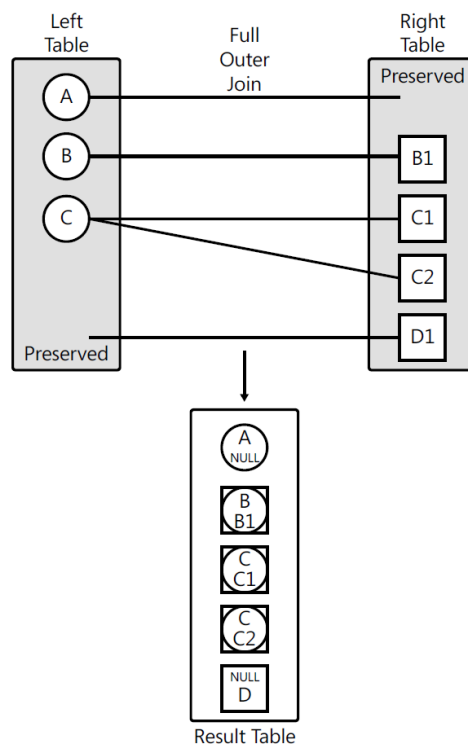 Left
Table
Full
Outer
Join
Right
Table
Preserved
A
B
B1
C
C1
C2
D1
Preserved
A
NULL
B
B1
C
C1
C
C2
NULL
D
Result Table